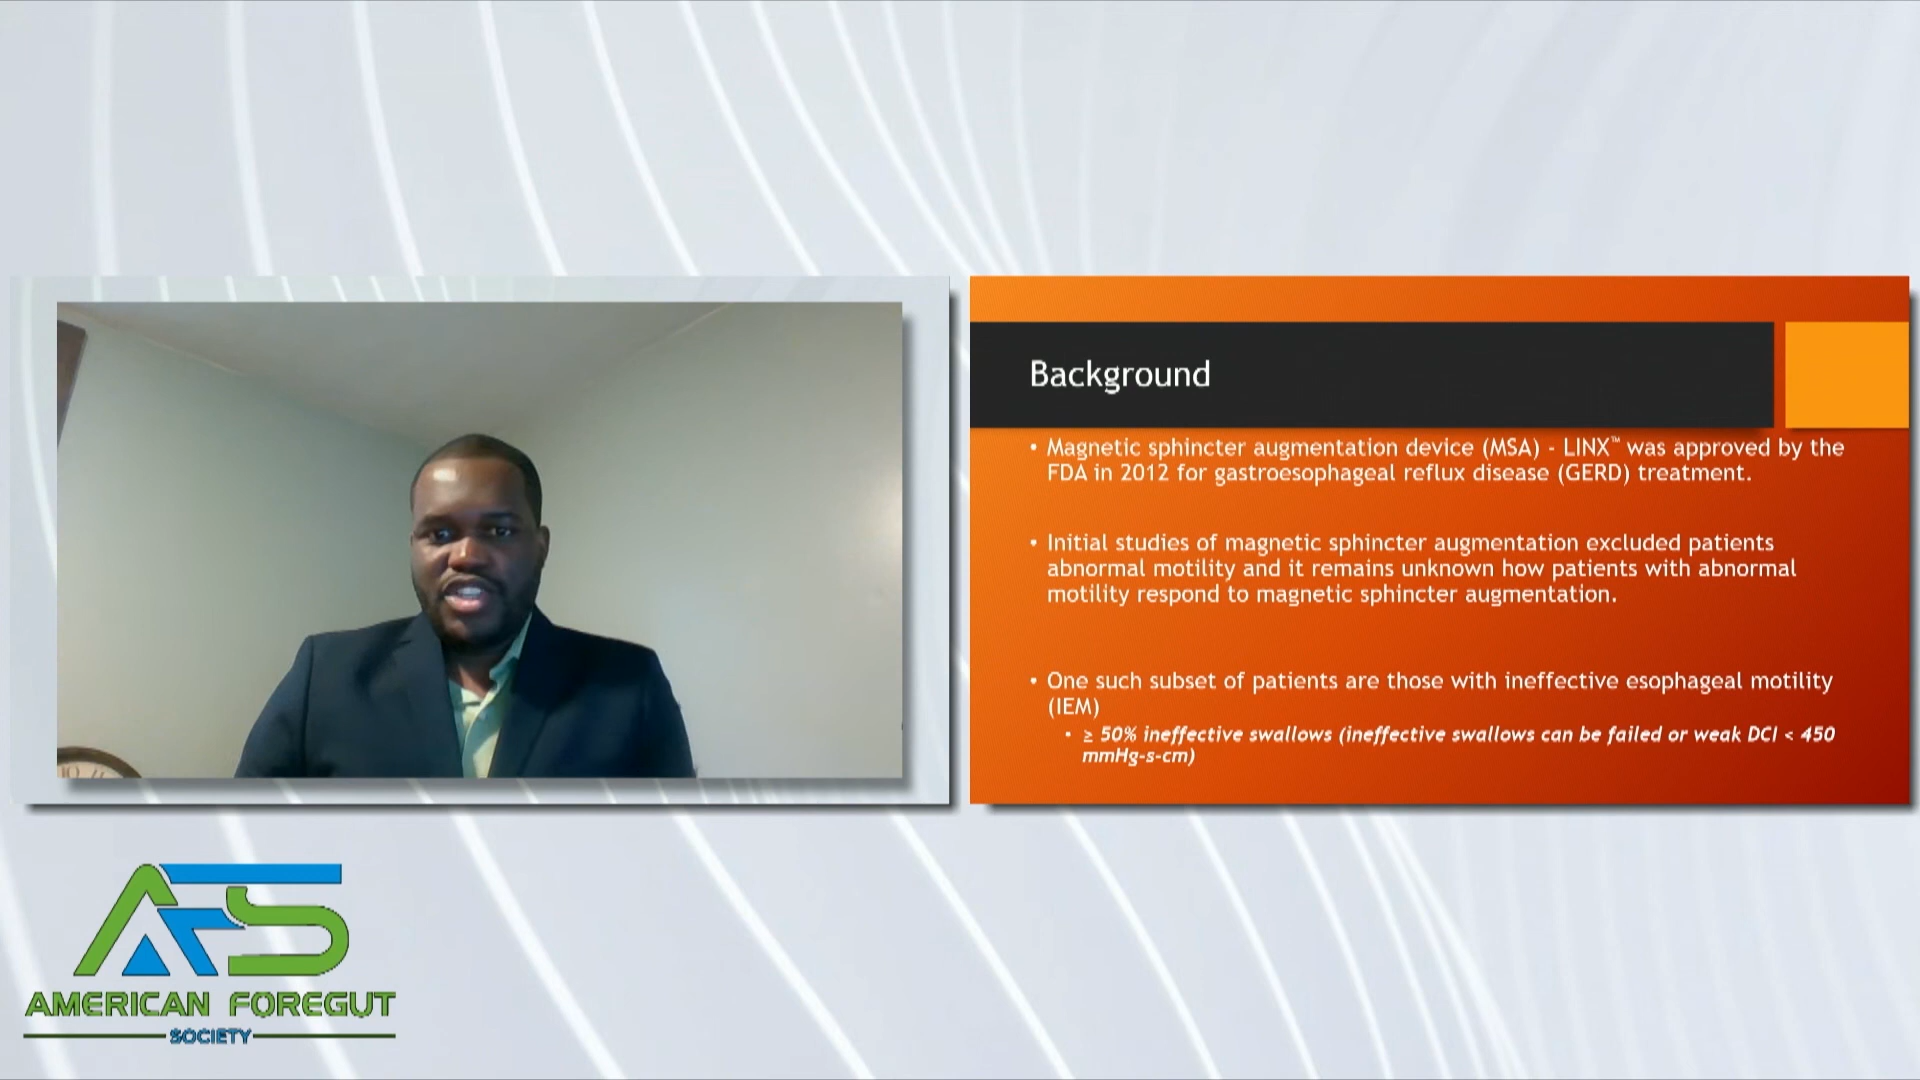 Background
• Magnetic sphincter augmentation device (MSA) - LINX™ was approved by the
FDA in 2012 for gastroesophageal reflux disease (GERD) treatment.
• Initial studies of magnetic sphincter augmentation excluded patients
abnormal motility and it remains unknown how patients with abnormal
motility respond to magnetic sphincter augmentation.
• One such subset of patients are those with ineffective esophageal motility
(IEM)
• ≥ 50% ineffective swallows (ineffective swallows can be failed or weak DCI < 450
mmHg-s-cm)
AFS
AMERICAN FOREGUT
SOCIETY